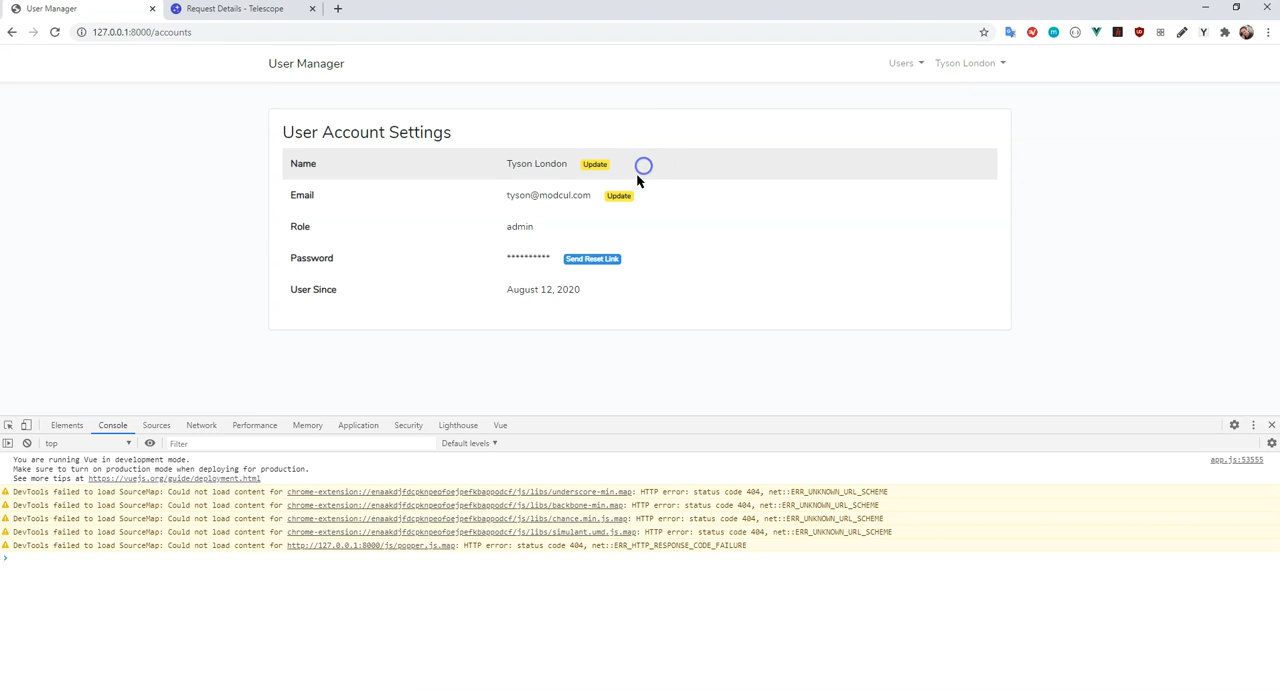 User Manager
Request Details - Telescope
127.0.0.1:8000/accounts
User Manager
Users
Tyson London
User Account Settings
Name Tyson London Update
Email tyson@modcul.com Update
Role admin
Password ********** Send Reset Link
User Since August 12, 2020
Elements Console Sources Network Performance Memory Application Security Lighthouse Vue
top Filter Default levels
You are running Vue in development mode. app.js:53555
Make sure to turn on production mode when deploying for production.
See more tips at https://vuejs.org/guide/deployment.html
DevTools failed to load SourceMap: Could not load content for chrome-extension://enaakdjfdcpknpeofoejpefkbappodcf/js/libs/underscore-min.map: HTTP error: status code 404, net::ERR_UNKNOWN_URL_SCHEME
DevTools failed to load SourceMap: Could not load content for chrome-extension://enaakdjfdcpknpeofoejpefkbappodcf/js/libs/backbone-min.map: HTTP error: status code 404, net::ERR_UNKNOWN_URL_SCHEME
DevTools failed to load SourceMap: Could not load content for chrome-extension://enaakdjfdcpknpeofoejpefkbappodcf/js/libs/chance.min.js.map: HTTP error: status code 404, net::ERR_UNKNOWN_URL_SCHEME
DevTools failed to load SourceMap: Could not load content for chrome-extension://enaakdjfdcpknpeofoejpefkbappodcf/js/libs/simulant.umd.js.map: HTTP error: status code 404, net::ERR_UNKNOWN_URL_SCHEME
DevTools failed to load SourceMap: Could not load content for http://127.0.0.1:8000/js/popper.js.map: HTTP error: status code 404, net::ERR_HTTP_RESPONSE_CODE_FAILURE